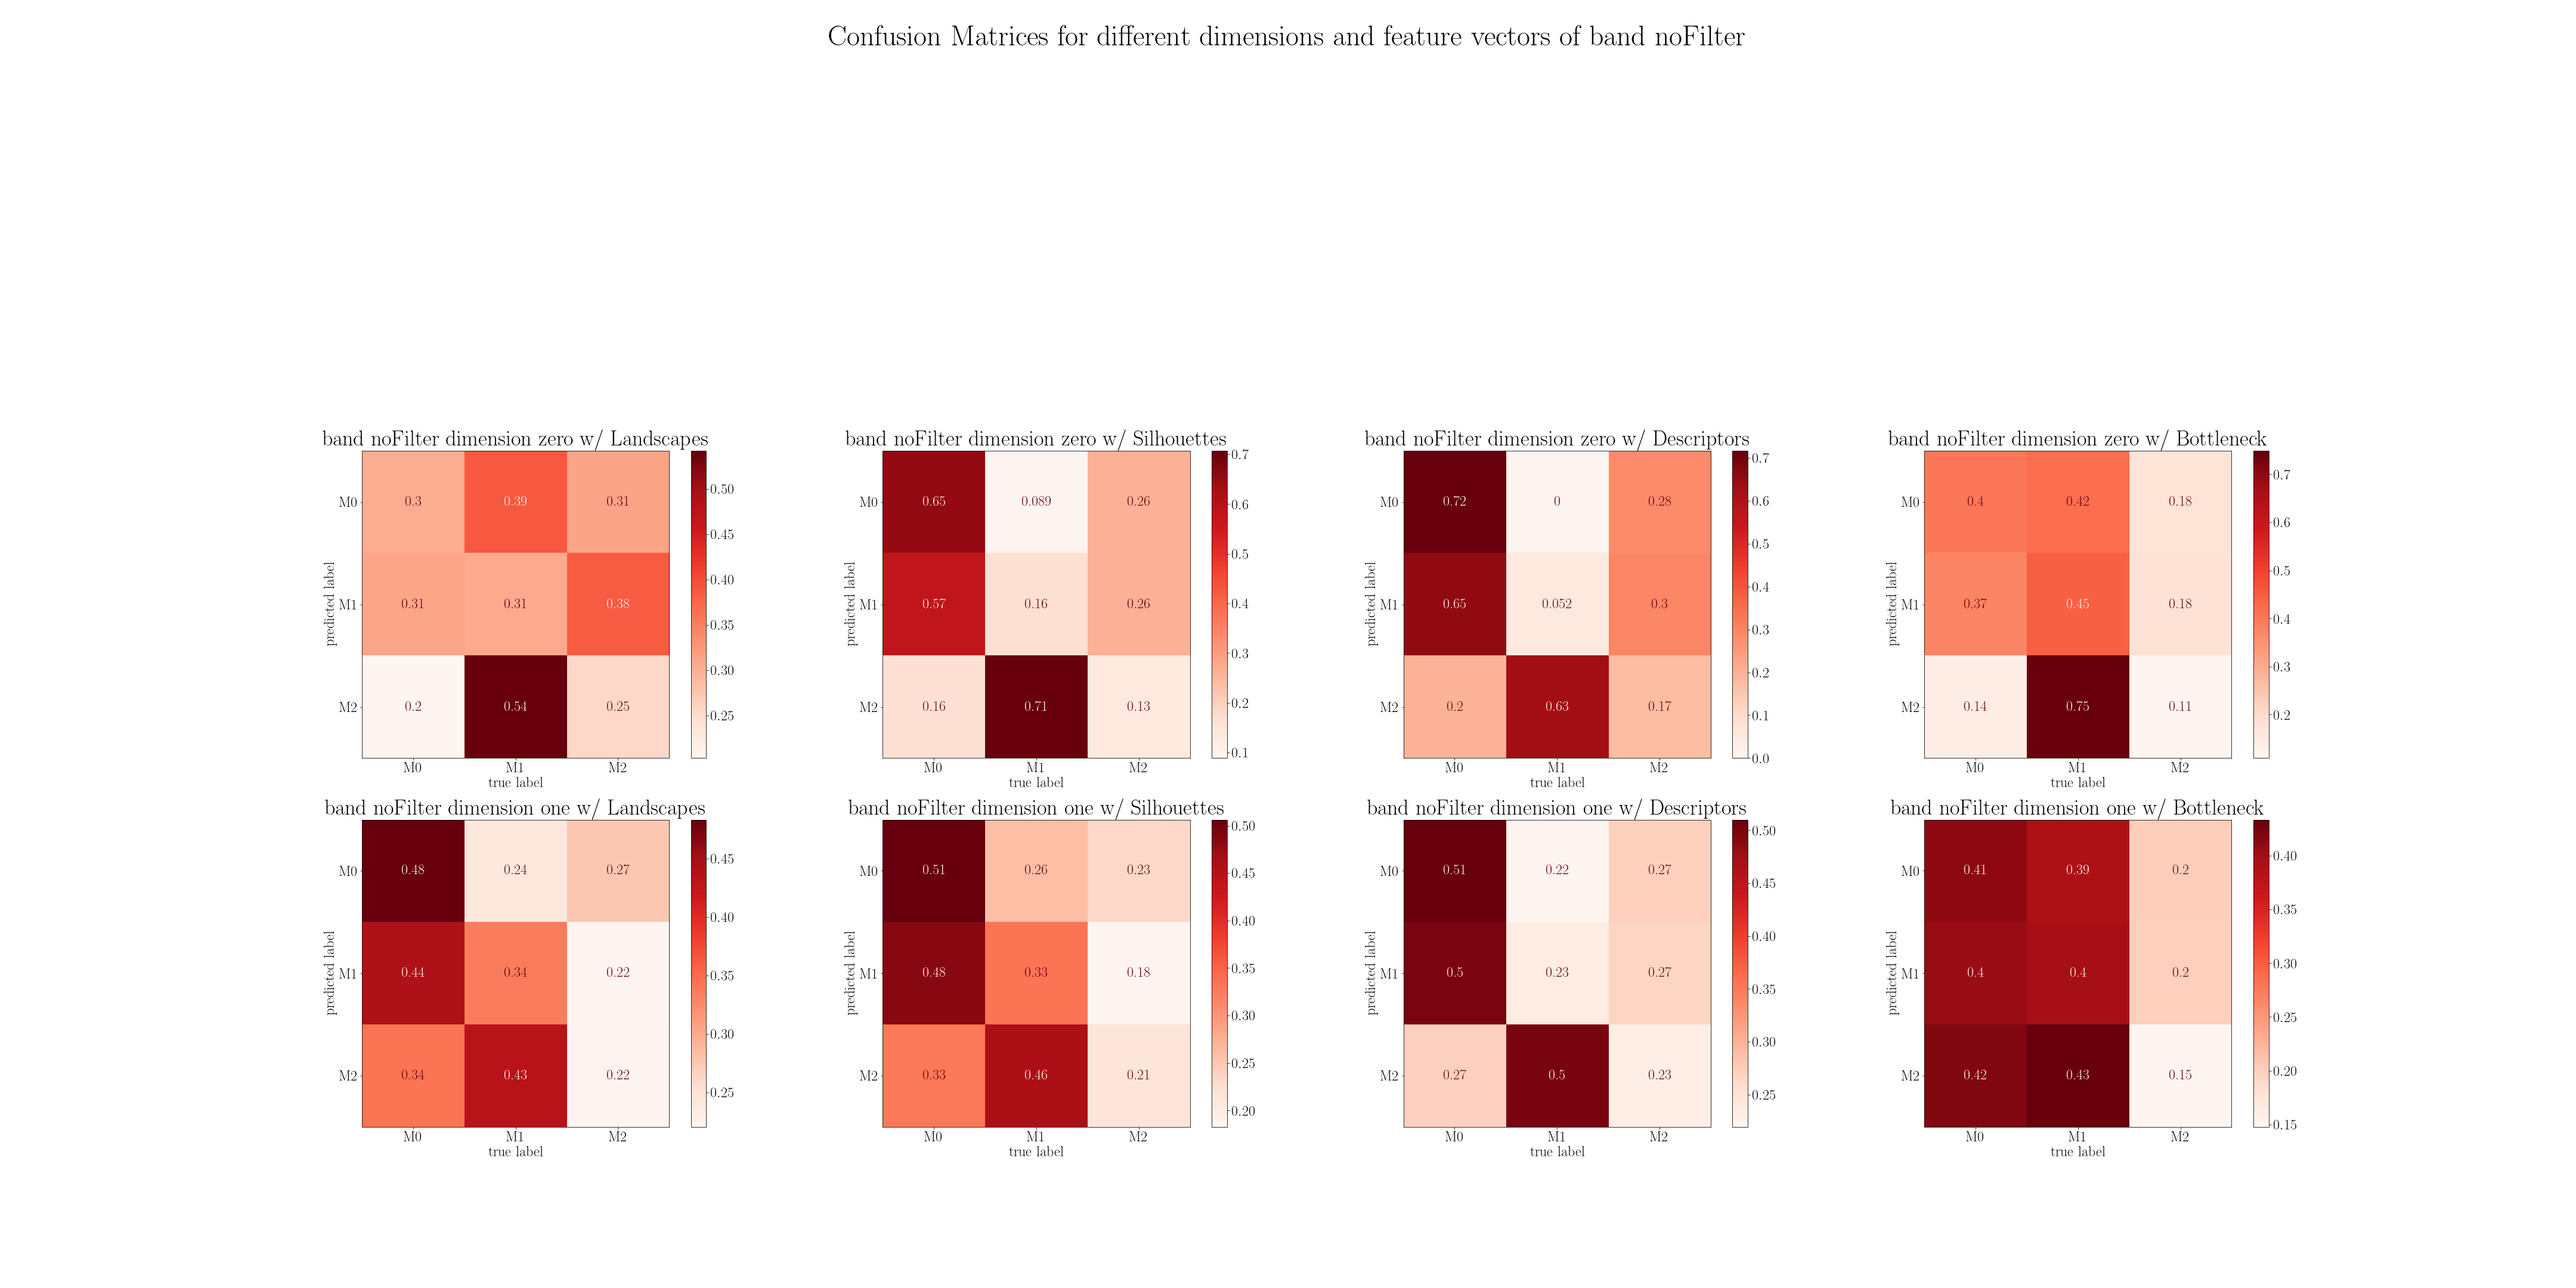 Confusion Matrices for different dimensions and feature vectors of band noFilter
band noFilter dimension zero w/ Landscapes
predicted label
M0 0.3 0.39 0.31
M1 0.31 0.31 0.38
M2 0.2 0.54 0.25
M0 M1 M2
true label
0.50
0.45
0.40
0.35
0.30
0.25
band noFilter dimension zero w/ Silhouettes
predicted label
M0 0.65 0.089 0.26
M1 0.57 0.16 0.26
M2 0.16 0.71 0.13
M0 M1 M2
true label
0.7
0.6
0.5
0.4
0.3
0.2
0.1
band noFilter dimension zero w/ Descriptors
predicted label
M0 0.72 0 0.28
M1 0.65 0.052 0.3
M2 0.2 0.63 0.17
M0 M1 M2
true label
0.7
0.6
0.5
0.4
0.3
0.2
0.1
0.0
band noFilter dimension zero w/ Bottleneck
predicted label
M0 0.4 0.42 0.18
M1 0.37 0.45 0.18
M2 0.14 0.75 0.11
M0 M1 M2
true label
0.7
0.6
0.5
0.4
0.3
0.2
band noFilter dimension one w/ Landscapes
predicted label
M0 0.48 0.24 0.27
M1 0.44 0.34 0.22
M2 0.34 0.43 0.22
M0 M1 M2
true label
0.45
0.40
0.35
0.30
0.25
band noFilter dimension one w/ Silhouettes
predicted label
M0 0.51 0.26 0.23
M1 0.48 0.33 0.18
M2 0.33 0.46 0.21
M0 M1 M2
true label
0.50
0.45
0.40
0.35
0.30
0.25
0.20
band noFilter dimension one w/ Descriptors
predicted label
M0 0.51 0.22 0.27
M1 0.5 0.23 0.27
M2 0.27 0.5 0.23
M0 M1 M2
true label
0.50
0.45
0.40
0.35
0.30
0.25
band noFilter dimension one w/ Bottleneck
predicted label
M0 0.41 0.39 0.2
M1 0.4 0.4 0.2
M2 0.42 0.43 0.15
M0 M1 M2
true label
0.40
0.35
0.30
0.25
0.20
0.15